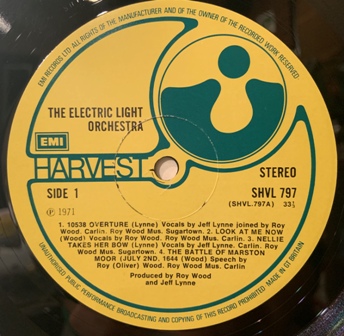 EMI RECORDS LTD. ALL RIGHTS OF THE MANUFACTURER AND OF THE OWNER OF THE RECORDED WORK RESERVED
THE ELECTRIC LIGHT
ORCHESTRA
EMI
HARVEST
STEREO
SIDE 1
SHVL 797
(SHVL.797A) 33⅓
℗ 1971
1. 10538 OVERTURE (Lynne) Vocals by Jeff Lynne joined by Roy
Wood. Carlin. Roy Wood Mus. Sugartown. 2. LOOK AT ME NOW
(Wood) Vocals by Roy Wood. Roy Wood Mus. Carlin. 3. NELLIE
TAKES HER BOW (Lynne) Vocals by Jeff Lynne. Carlin. Roy
Wood Mus. Sugartown. 4. THE BATTLE OF MARSTON
MOOR (JULY 2ND, 1644 (Wood) Speech by
Roy (Oliver) Wood. Roy Wood Mus. Carlin
Produced by Roy Wood
and Jeff Lynne
UNAUTHORISED PUBLIC PERFORMANCE BROADCASTING AND COPYING OF THIS RECORD PROHIBITED. MADE IN GT BRITAIN